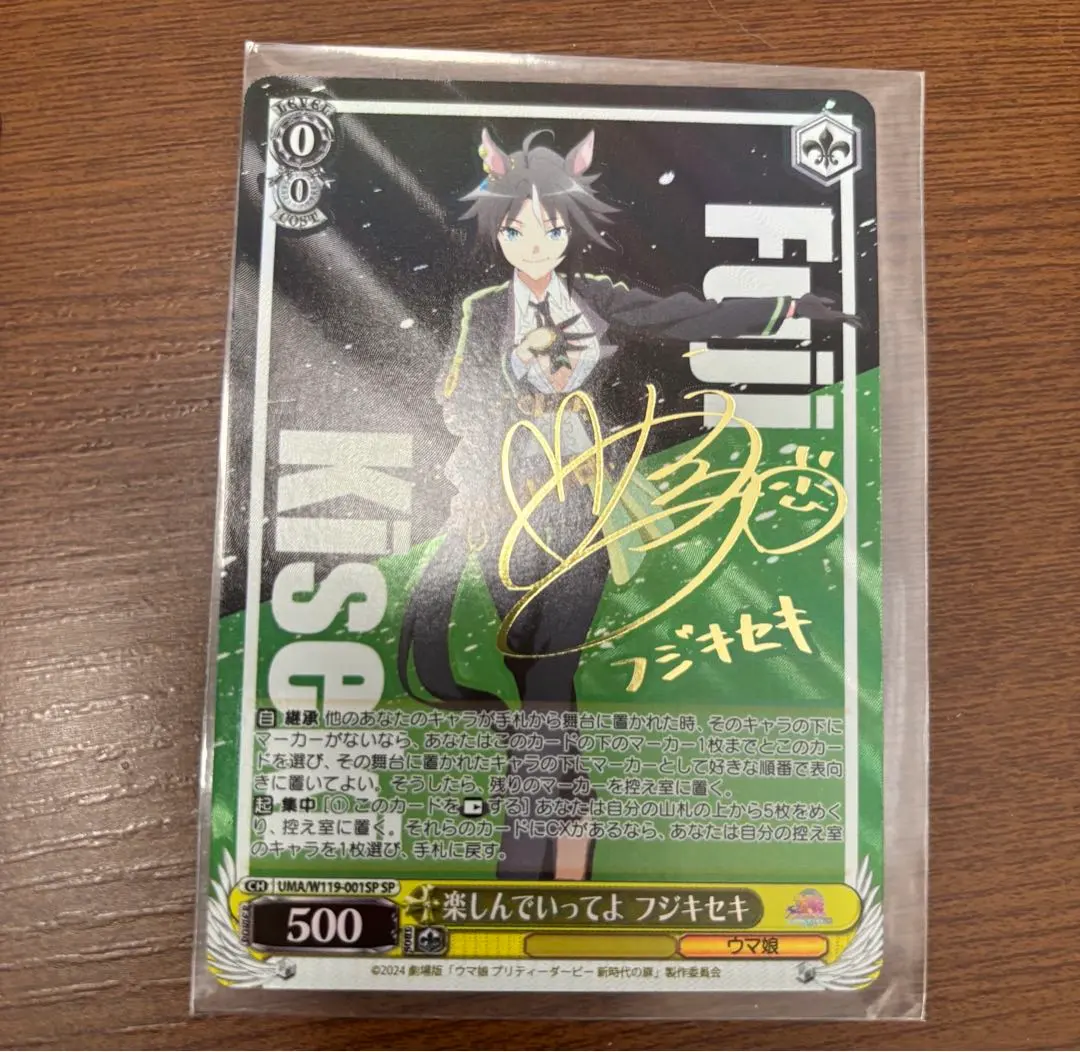 LEVEL
0
0
COST
Fuji
Kiseki
フジキセキ
自 継承 他のあなたのキャラが手札から舞台に置かれた時、そのキャラの下に
マーカーがないなら、あなたはこのカードの下のマーカー1枚までとこのカー
ドを選び、その舞台に置かれたキャラの下にマーカーとして好きな順番で表向
きに置いてよい。そうしたら、残りのマーカーを控え室に置く。
起 集中 [① このカードをする] あなたは自分の山札の上から5枚をめく
り、控え室に置く。それらのカードにCXがあるなら、あなたは自分の控え室
のキャラを1枚選び、手札に戻す。
CH UMA/W119-001SP SP
楽しんでいってよ フジキセキ
POWER 500 SOUL
ウマ娘
©2024 劇場版「ウマ娘 プリティーダービー 新時代の扉」製作委員会